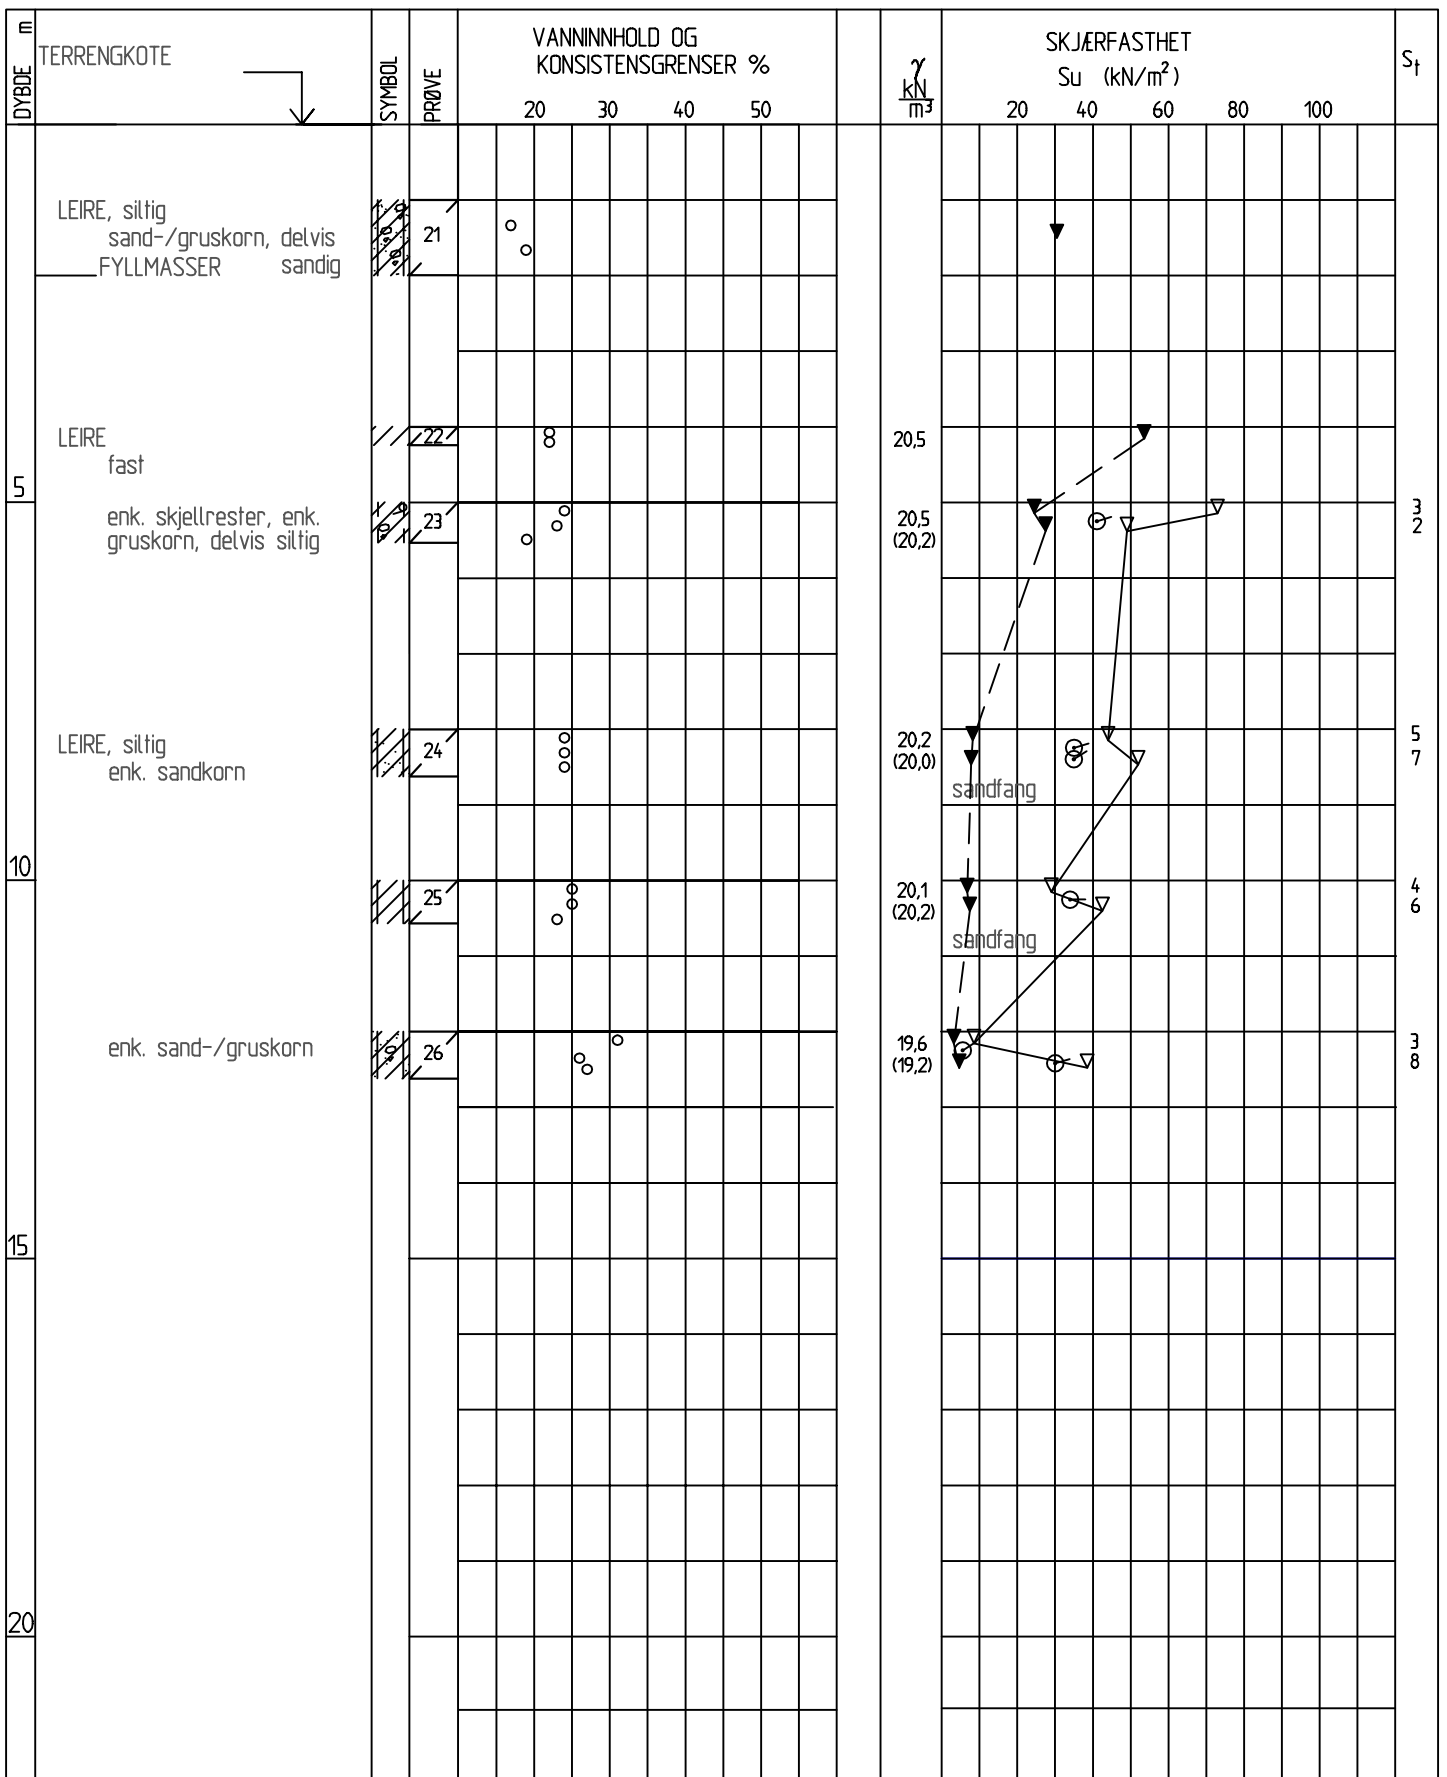 DYBDE m
TERRENGKOTE
SYMBOL
PRØVE
VANNINNHOLD OG
KONSISTENSGRENSER %
20 30 40 50
γ
kN
m³
SKJÆRFASTHET
Su (kN/m²)
20 40 60 80 100
St
LEIRE, siltig
sand-/gruskorn, delvis
FYLLMASSER sandig
21
LEIRE
fast
22
20,5
5
enk. skjellrester, enk.
gruskorn, delvis siltig
23
20,5
(20,2)
3
2
LEIRE, siltig
enk. sandkorn
24
20,2
(20,0)
sandfang
5
7
10
25
20,1
(20,2)
sandfang
4
6
enk. sand-/gruskorn
26
19,6
(19,2)
3
8
15
20